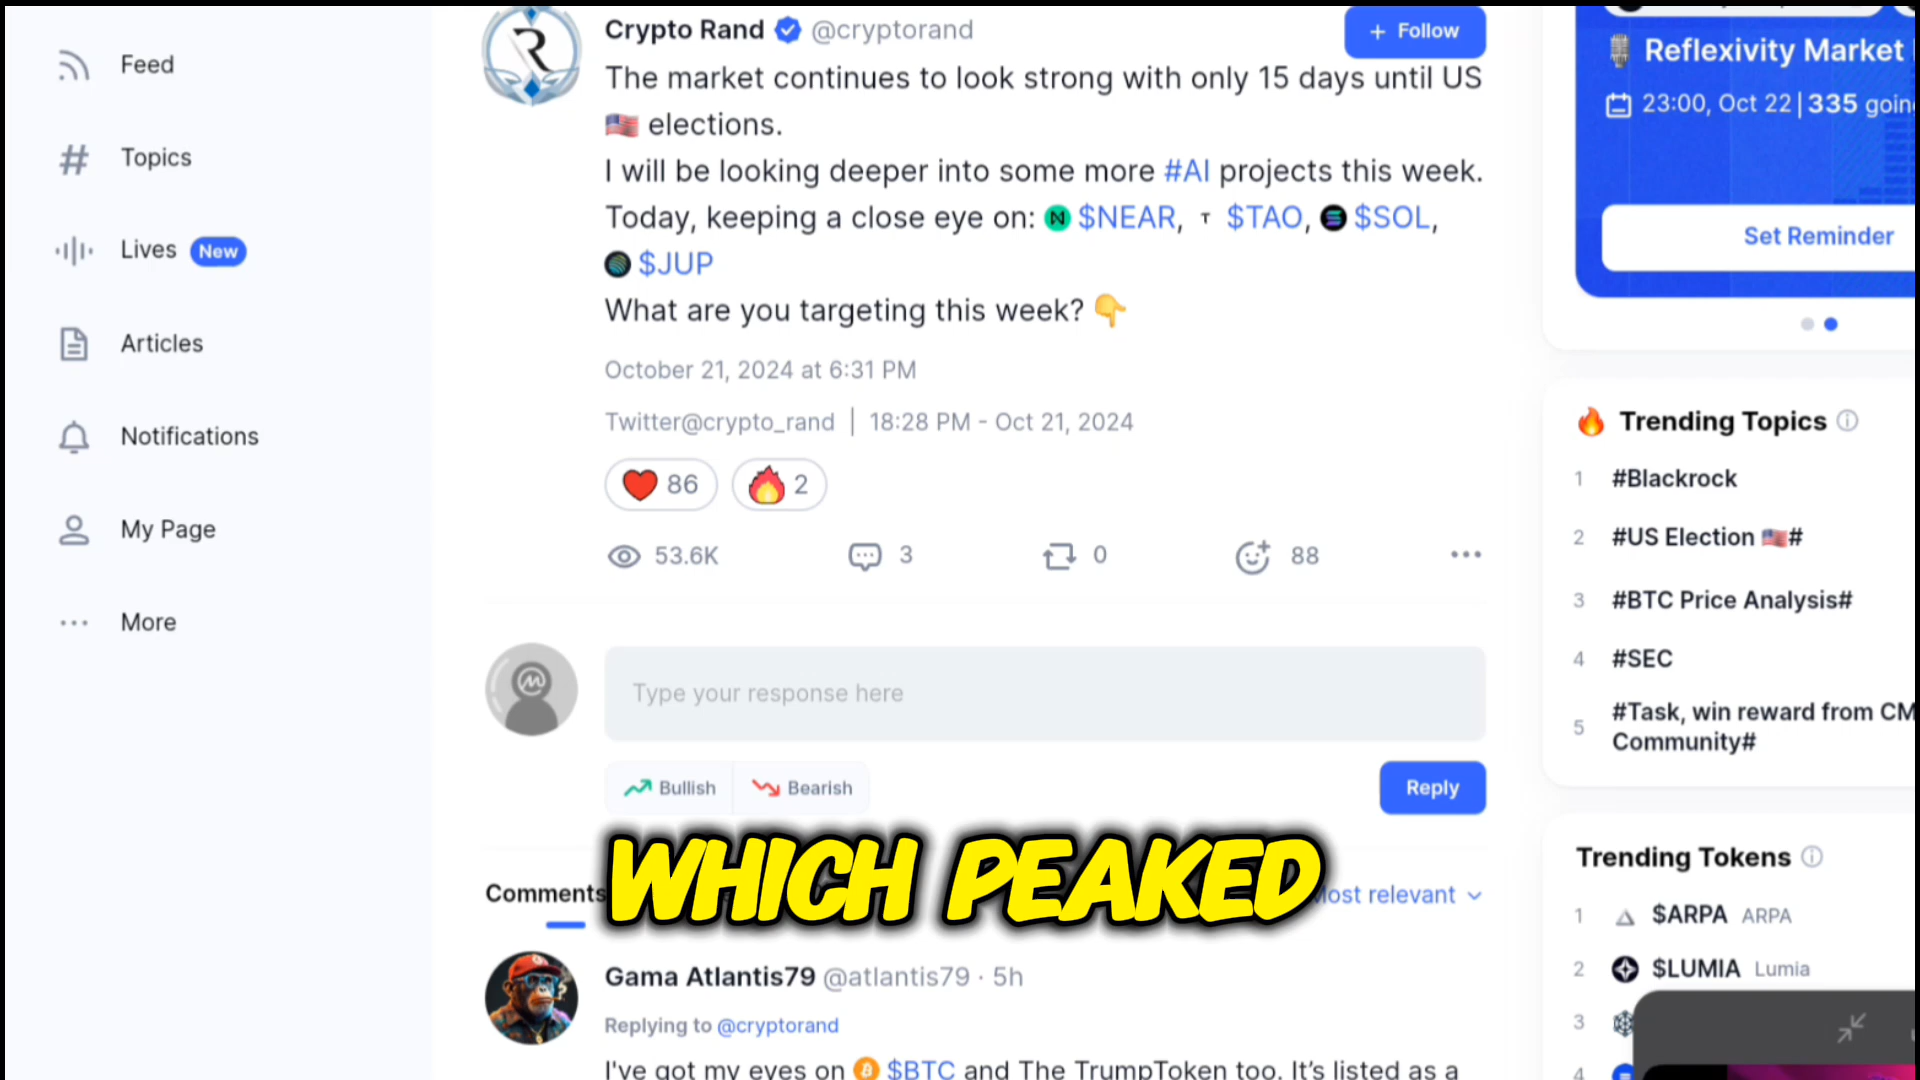 Feed
Topics
Lives New
Articles
Notifications
My Page
More
Crypto Rand @cryptorand
+ Follow
The market continues to look strong with only 15 days until US
🇺🇸 elections.
I will be looking deeper into some more #AI projects this week.
Today, keeping a close eye on: $NEAR, T $TAO, $SOL,
$JUP
What are you targeting this week? 👇
October 21, 2024 at 6:31 PM
Twitter@crypto_rand | 18:28 PM - Oct 21, 2024
❤️ 86 🔥 2
53.6K 3 0 88
Type your response here
Bullish Bearish
Reply
WHICH PEAKED
Comments
ost relevant
Gama Atlantis79 @atlantis79 · 5h
Replying to @cryptorand
I've got my eyes on $BTC and The TrumpToken too. It's listed as a
Reflexivity Market
23:00, Oct 22 | 335 goin
Set Reminder
🔥 Trending Topics
1 #Blackrock
2 #US Election 🇺🇸#
3 #BTC Price Analysis#
4 #SEC
5 #Task, win reward from CM
Community#
Trending Tokens
1 $ARPA ARPA
2 $LUMIA Lumia
3
4